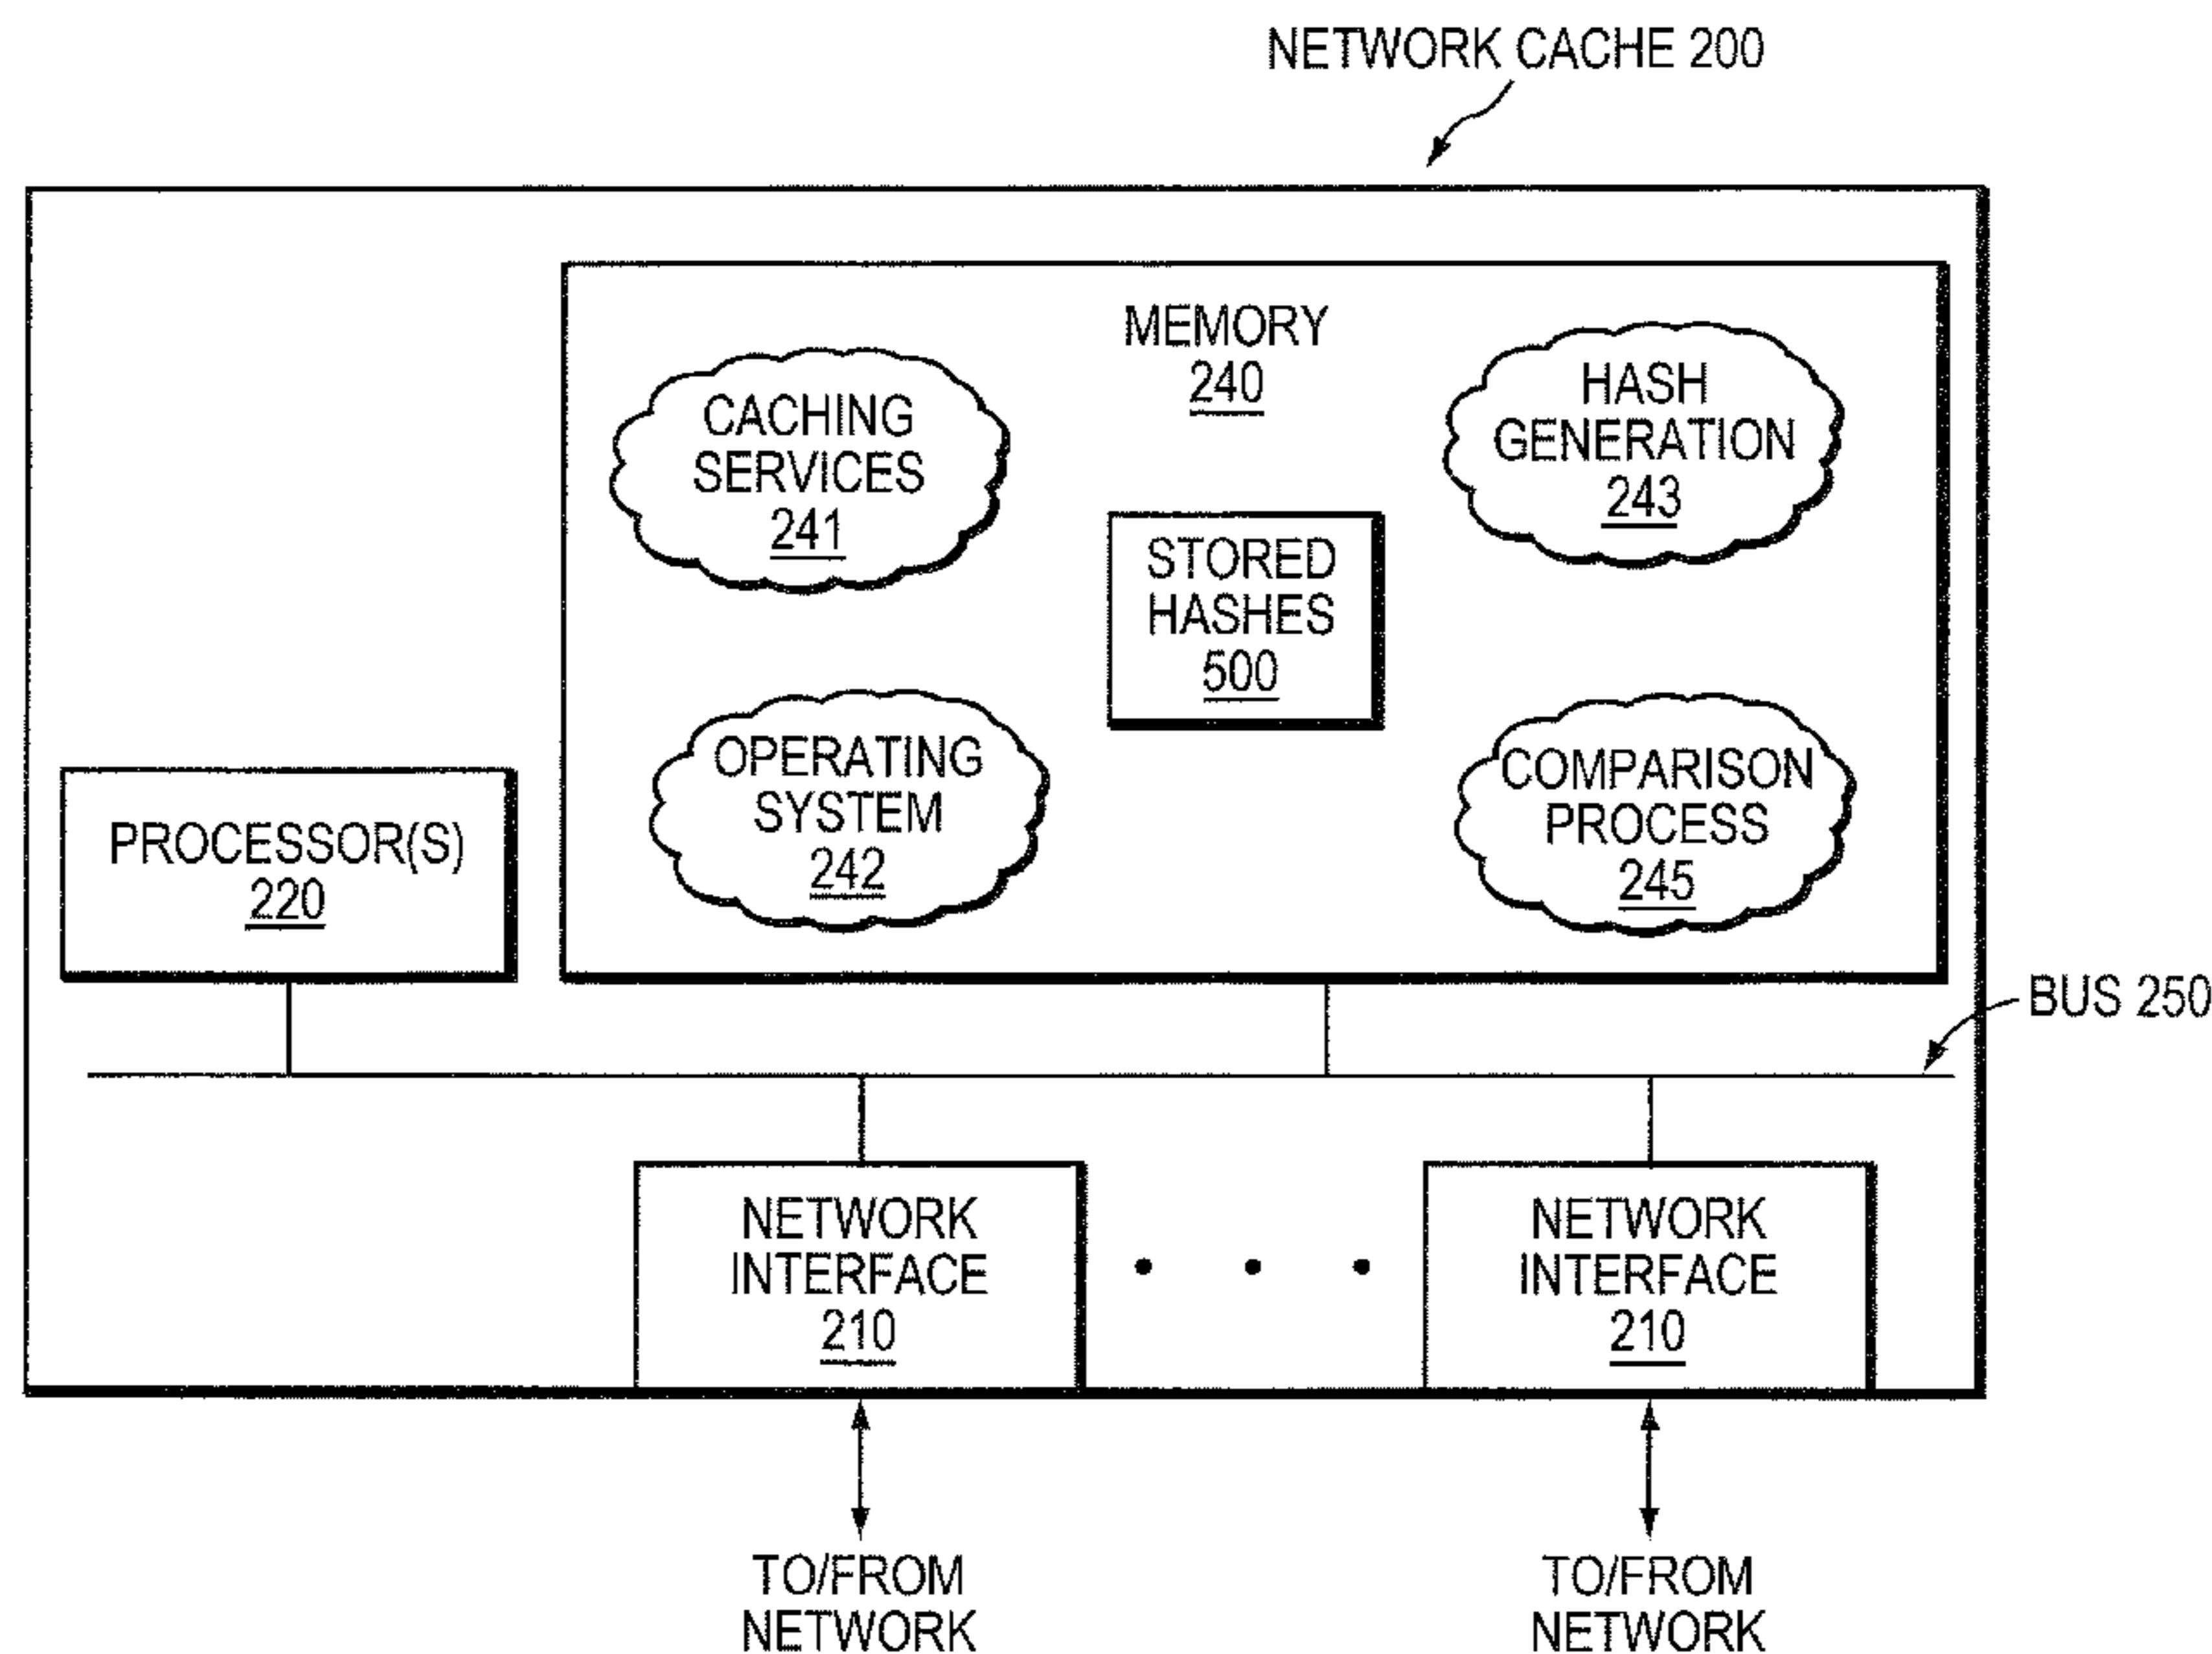 NETWORK CACHE 200
MEMORY
240
CACHING
SERVICES
241
HASH
GENERATION
243
STORED
HASHES
500
OPERATING
SYSTEM
242
COMPARISON
PROCESS
245
PROCESSOR(S)
220
BUS 250
NETWORK
INTERFACE
210
NETWORK
INTERFACE
210
TO/FROM
NETWORK
TO/FROM
NETWORK